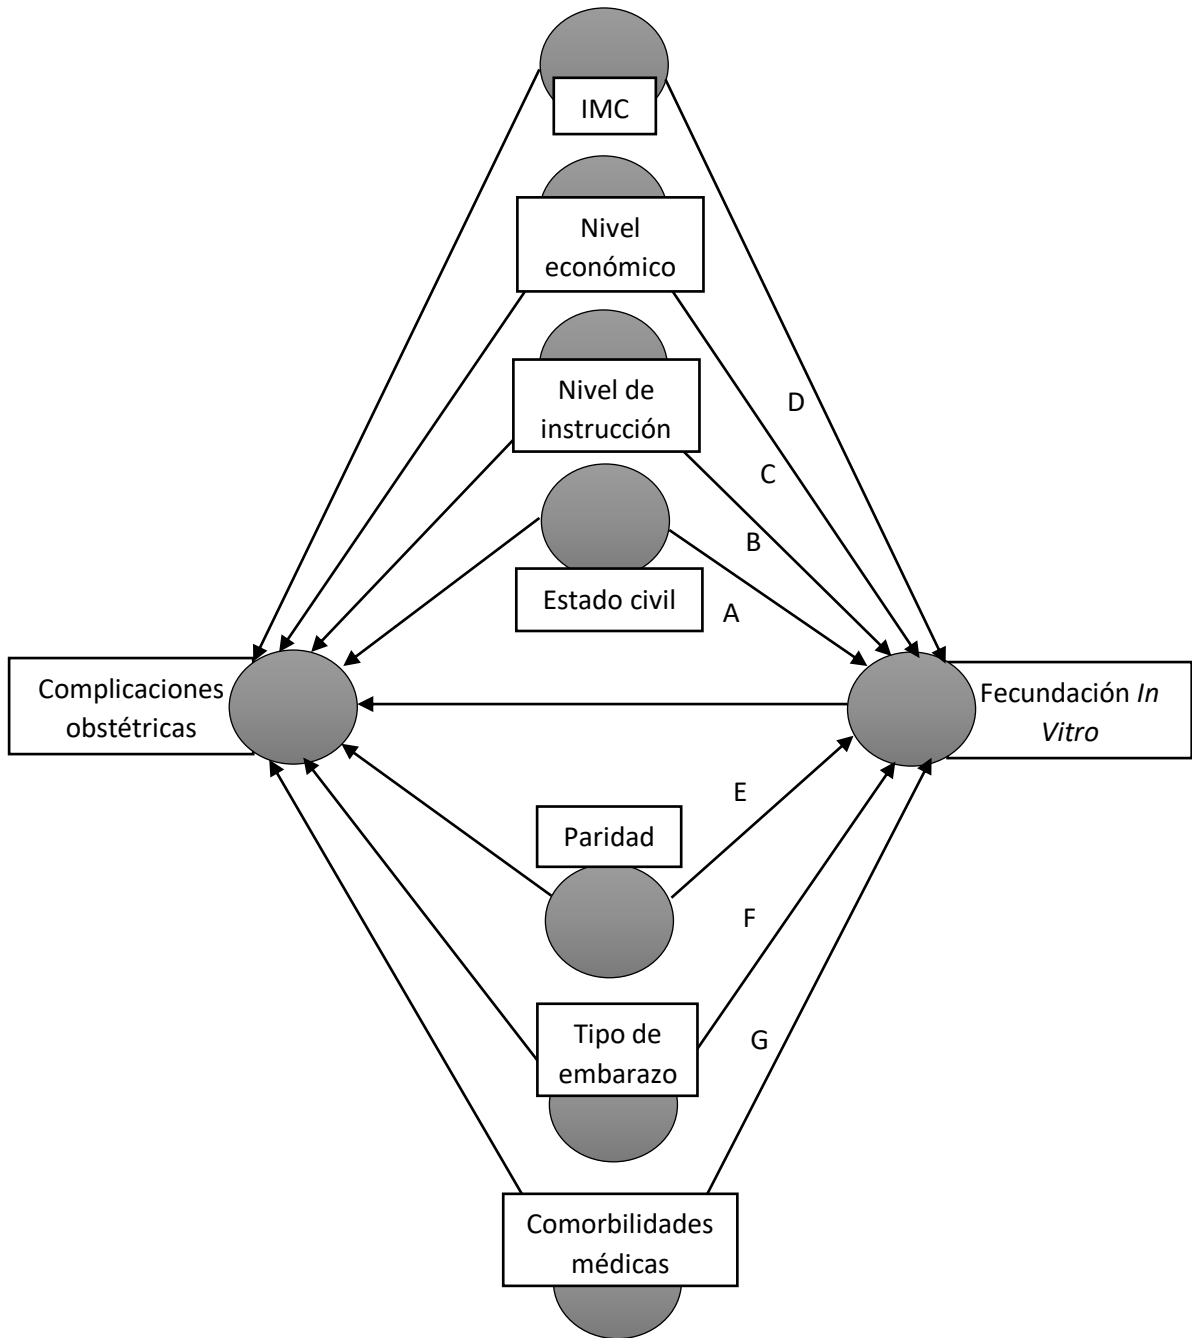 IMC
Nivel
económico
Nivel de
instrucción
D
C
B
Estado civil
A
Complicaciones
obstétricas
Fecundación In
Vitro
E
Paridad
F
Tipo de
embarazo
G
Comorbilidades
médicas